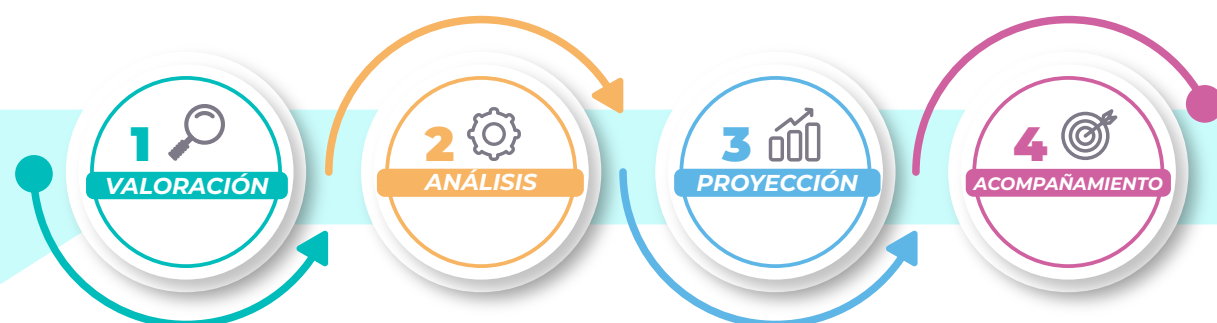 1
VALORACIÓN
2
ANÁLISIS
3
PROYECCIÓN
4
ACOMPAÑAMIENTO